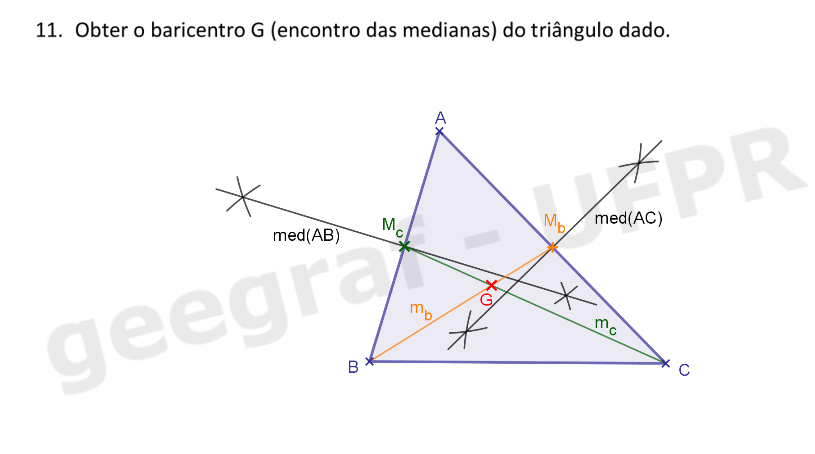 11. Obter o baricentro G (encontro das medianas) do triângulo dado.
A
geegraf - UFPR
M_b
med(AC)
M_c
med(AB)
G
m_b
m_c
B
C